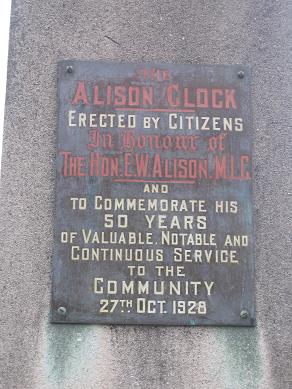 THE
ALISON CLOCK
ERECTED BY CITIZENS
In Honour of
THE HON. E.W. ALISON. M.L.C.
AND
TO COMMEMORATE HIS
50 YEARS
OF VALUABLE, NOTABLE AND
CONTINUOUS SERVICE
TO THE
COMMUNITY
27TH OCT. 1928